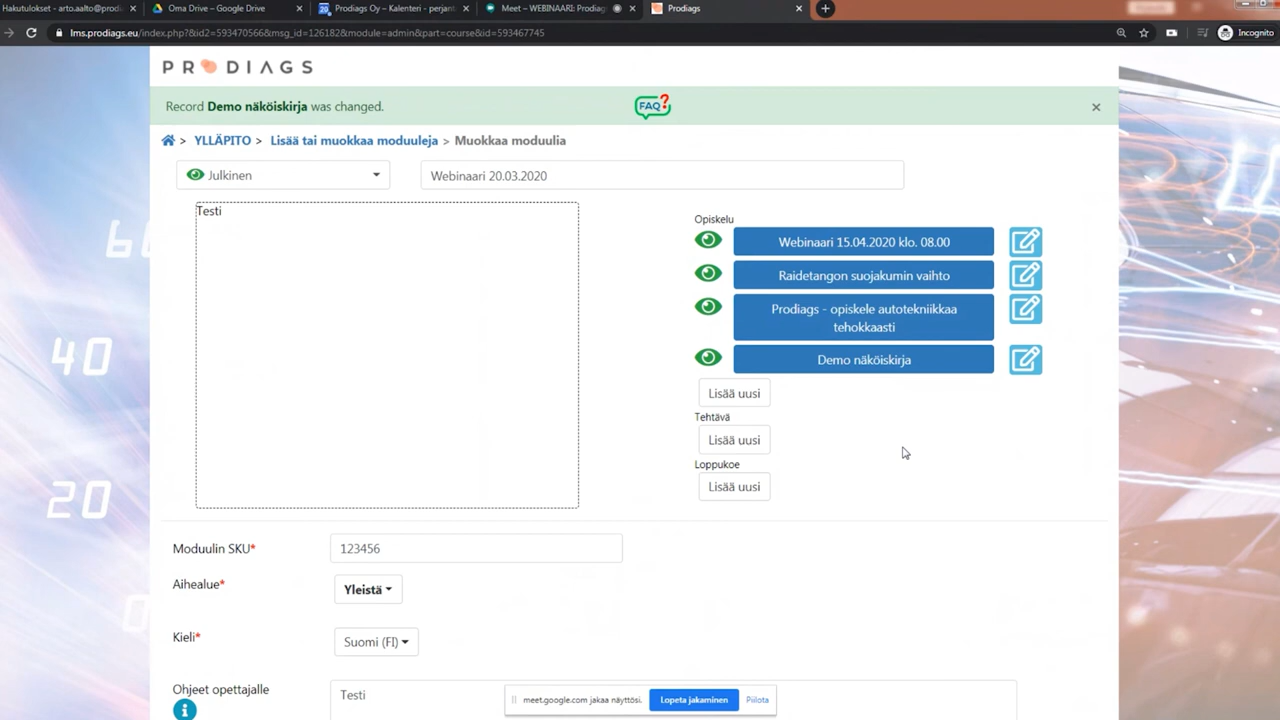 Hakutulokset - arto.aalto@prodi
Oma Drive – Google Drive
Prodiags Oy – Kalenteri - perjant
Meet – WEBINAARI: Prodiags
Prodiags
lms.prodiags.eu/index.php?&id2=593470566&msg_id=126182&module=admin&part=course&id=593467745
Incognito
PRODIAGS
Record Demo näköiskirja was changed.
FAQ?
> YLLÄPITO > Lisää tai muokkaa moduuleja > Muokkaa moduulia
Julkinen
Webinaari 20.03.2020
Testi
Opiskelu
Webinaari 15.04.2020 klo. 08.00
Raidetangon suojakumin vaihto
Prodiags - opiskele autotekniikkaa
tehokkaasti
Demo näköiskirja
Lisää uusi
Tehtävä
Lisää uusi
Loppukoe
Lisää uusi
Moduulin SKU*
123456
Aihealue*
Yleistä
Kieli*
Suomi (FI)
Ohjeet opettajalle
Testi
meet.google.com jakaa näyttösi.
Lopeta jakaminen
Piilota
40
20